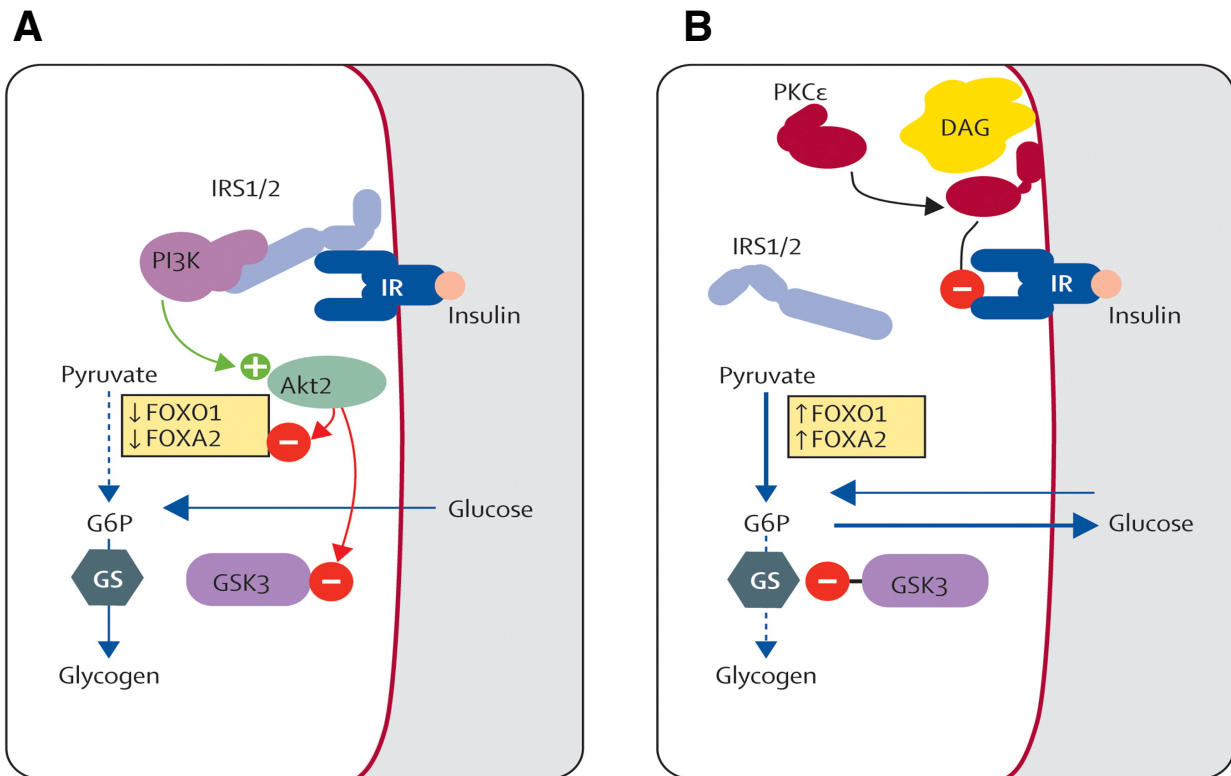 A
IRS1/2
PI3K
IR
Insulin
+
Akt2
Pyruvate
↓FOXO1
↓FOXA2
−
Glucose
G6P
GS
GSK3
−
Glycogen
B
PKCε
DAG
IRS1/2
−
IR
Insulin
Pyruvate
↑FOXO1
↑FOXA2
G6P
Glucose
GS
−
GSK3
Glycogen